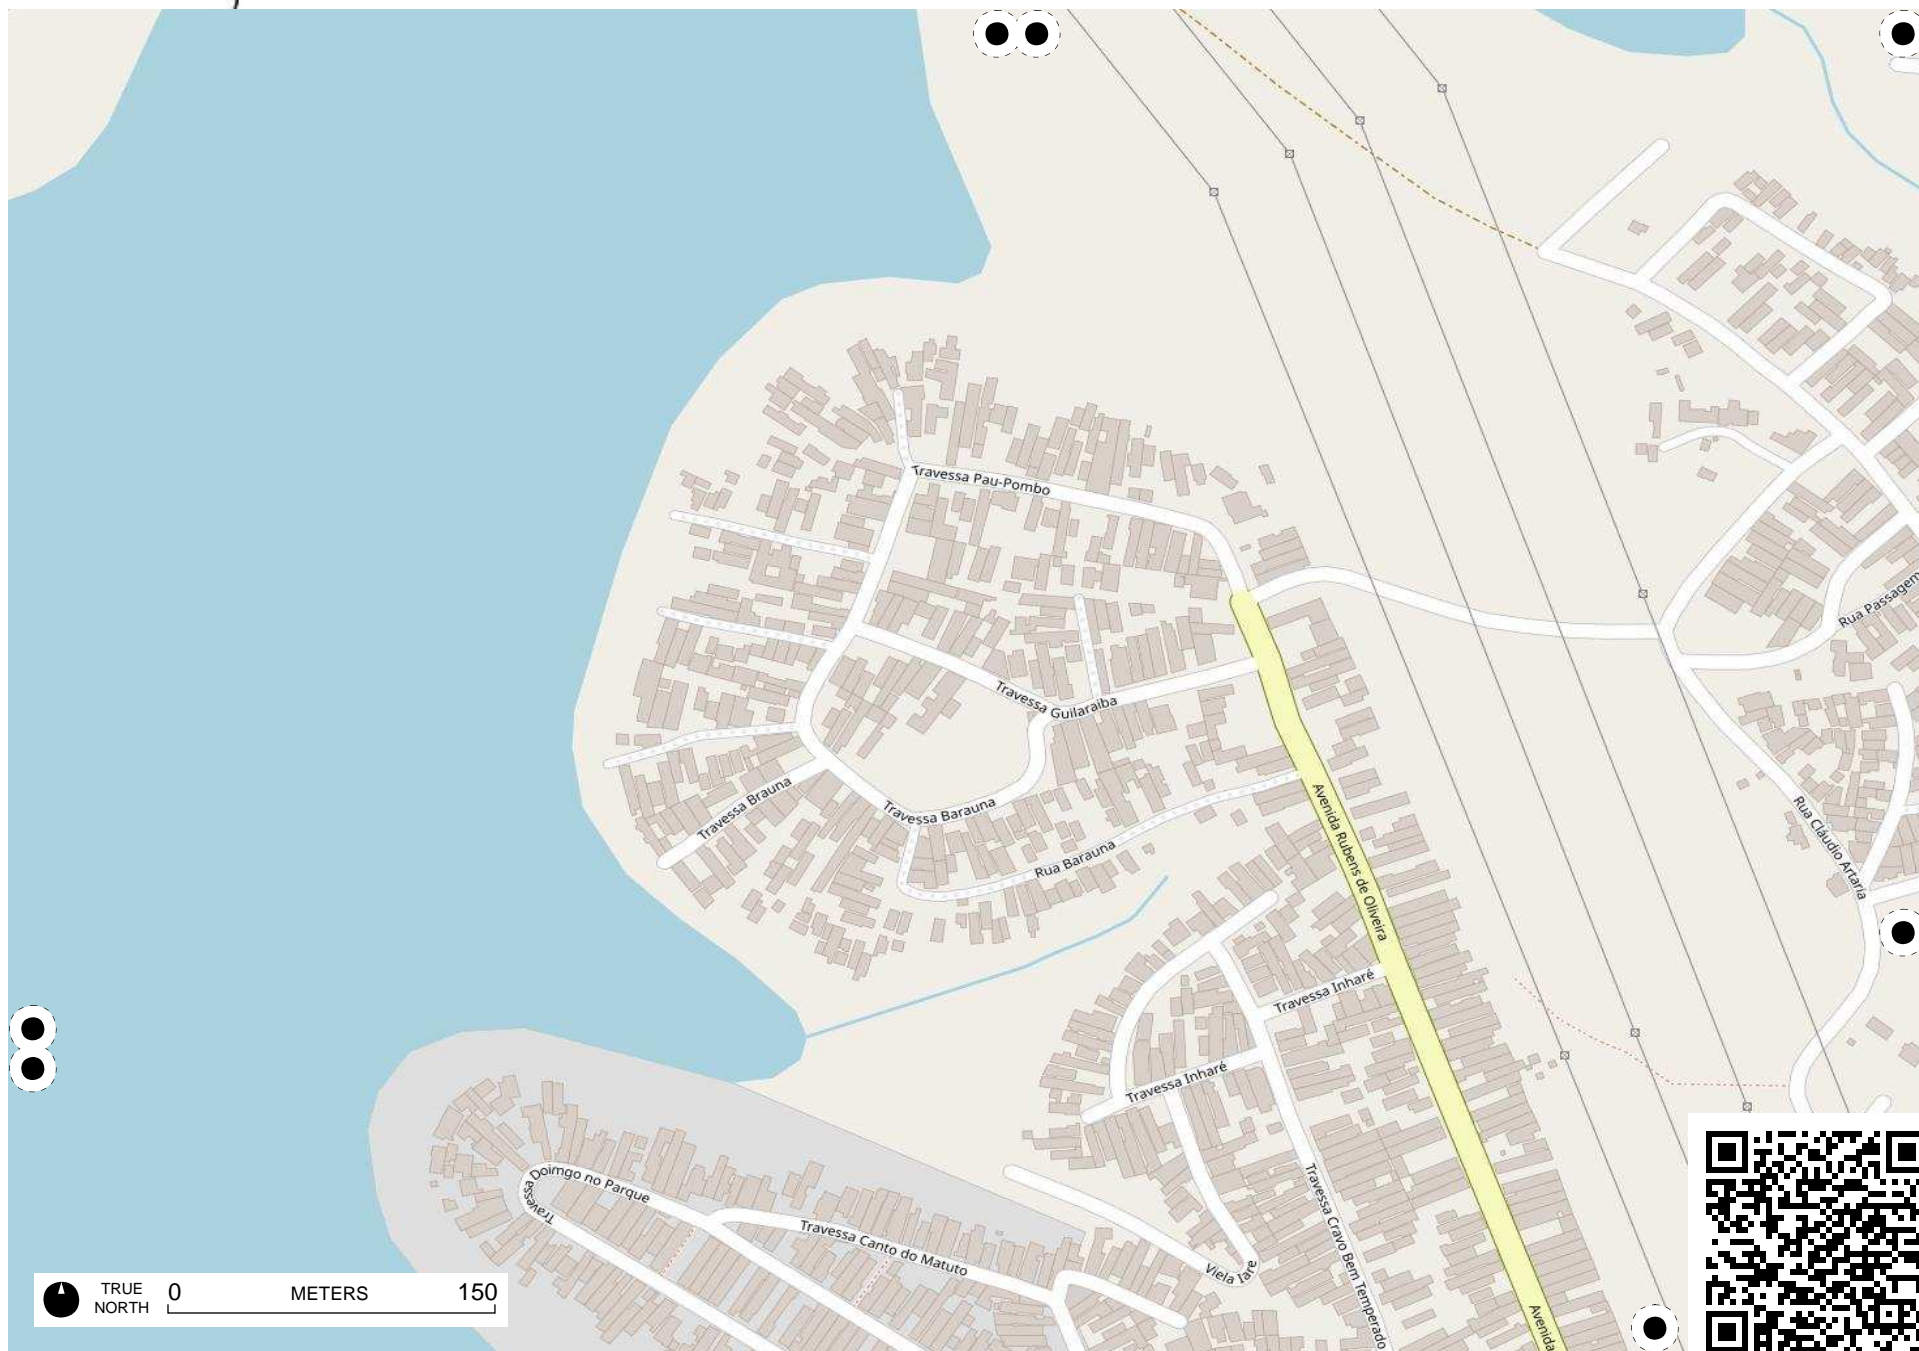 Travessa Pau-Pombo
Rua Passagem
Travessa Guilaraiba
Travessa Brauna
Travessa Barauna
Rua Barauna
Avenida Rubens de Oliveira
Rua Cláudio Artaria
Travessa Inharé
Travessa Inharé
Travessa Doimgo no Parque
Travessa Canto do Matuto
Viela Iare
Travessa Cravo Bem Temperado
Avenida
TRUE
NORTH
0 METERS 150